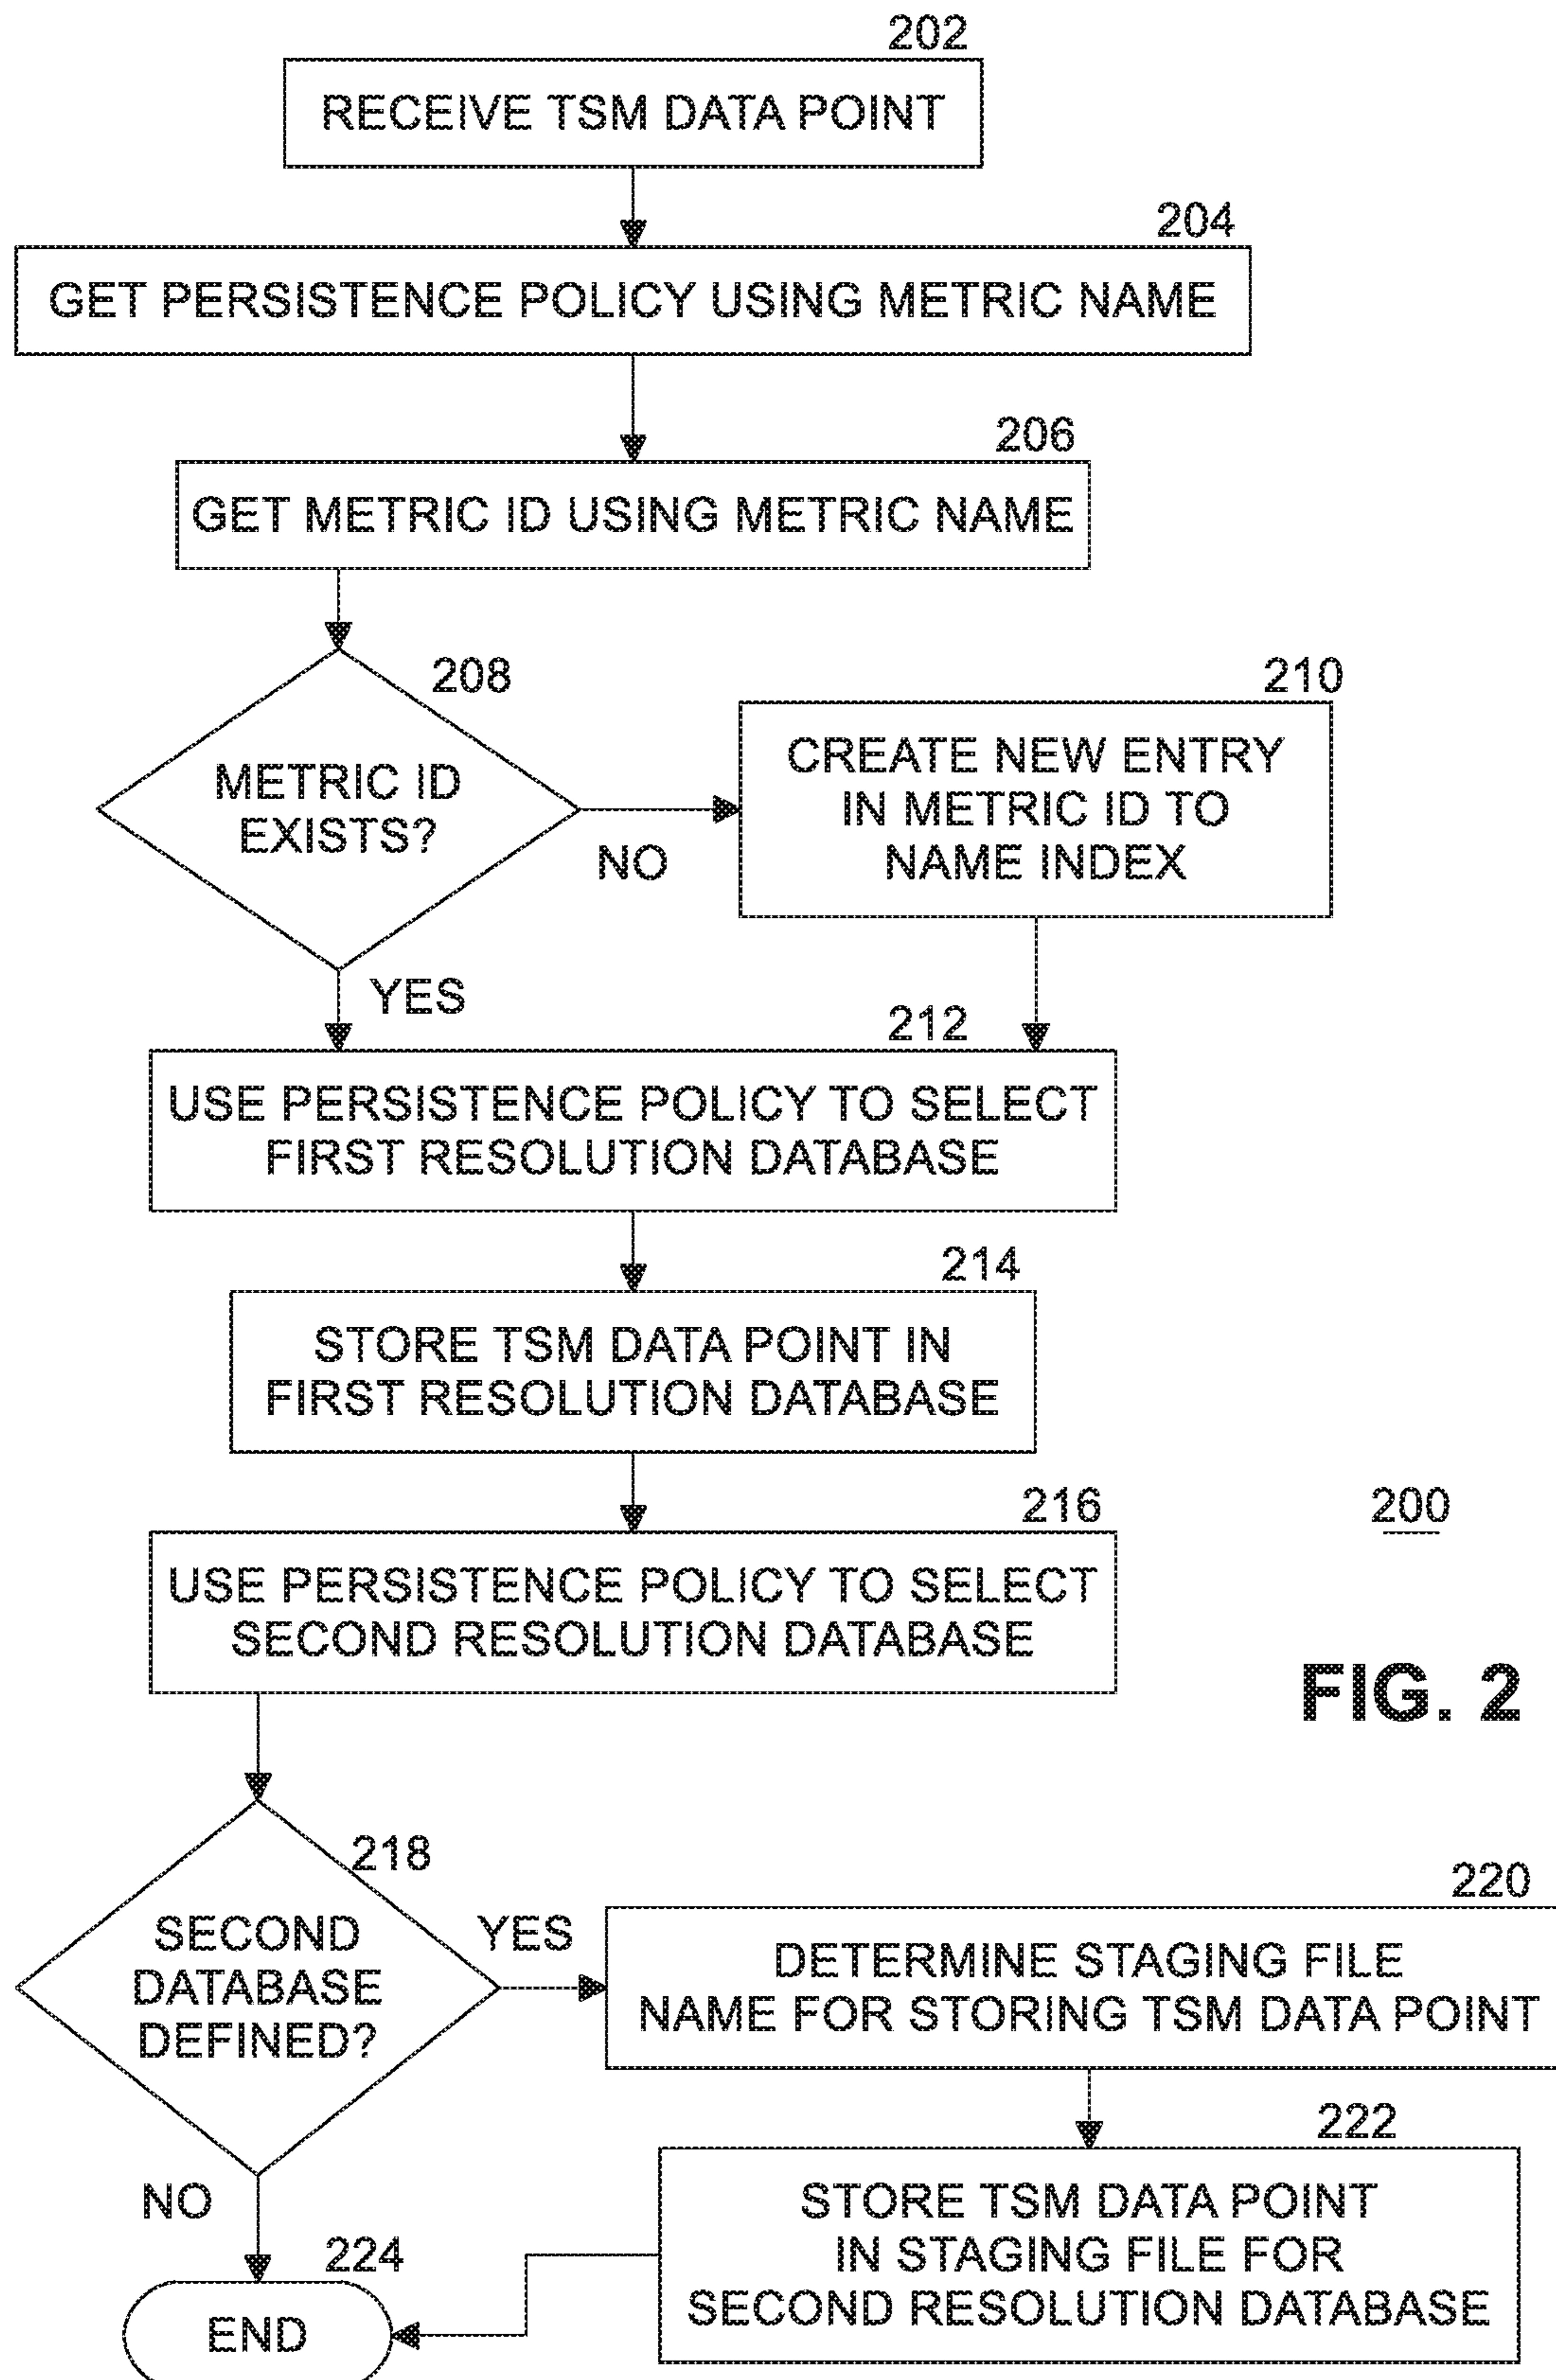 202
RECEIVE TSM DATA POINT
204
GET PERSISTENCE POLICY USING METRIC NAME
206
GET METRIC ID USING METRIC NAME
208
METRIC ID
EXISTS?
NO
YES
210
CREATE NEW ENTRY
IN METRIC ID TO
NAME INDEX
212
USE PERSISTENCE POLICY TO SELECT
FIRST RESOLUTION DATABASE
214
STORE TSM DATA POINT IN
FIRST RESOLUTION DATABASE
216
USE PERSISTENCE POLICY TO SELECT
SECOND RESOLUTION DATABASE
200
FIG. 2
218
SECOND
DATABASE
DEFINED?
YES
NO
220
DETERMINE STAGING FILE
NAME FOR STORING TSM DATA POINT
222
STORE TSM DATA POINT
IN STAGING FILE FOR
SECOND RESOLUTION DATABASE
224
END